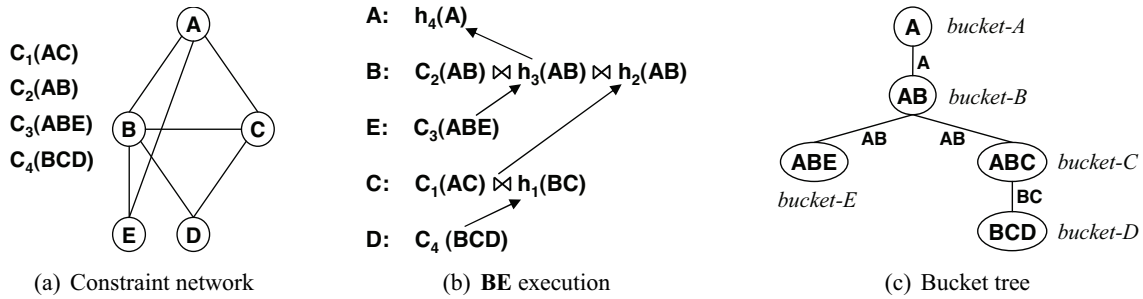 C₁(AC)
C₂(AB)
C₃(ABE)
C₄(BCD)
A
B
C
E
D
(a) Constraint network
A: h₄(A)
B: C₂(AB) ⋈ h₃(AB) ⋈ h₂(AB)
E: C₃(ABE)
C: C₁(AC) ⋈ h₁(BC)
D: C₄ (BCD)
(b) BE execution
A bucket-A
A
AB bucket-B
AB AB
ABE ABC bucket-C
bucket-E
BC
BCD bucket-D
(c) Bucket tree